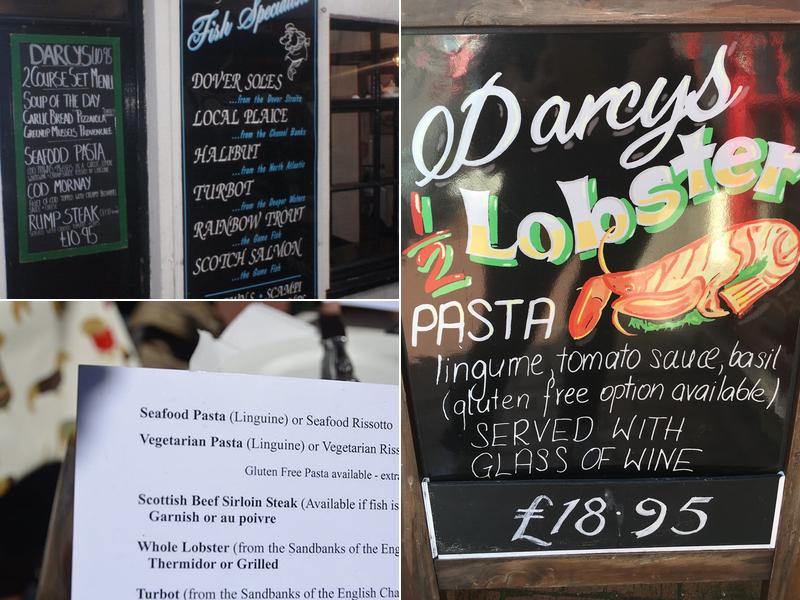 DARCYS
2 COURSE SET MENU
SOUP OF THE DAY
GARLIC BREAD PIZZAIOLA
GREENLIP MUSSELS PROVENCALE
SEAFOOD PASTA
COD MORNAY
RUMP STEAK
£10.95
Fish Specialities
DOVER SOLES
...from the Dover Straits
LOCAL PLAICE
...from the Channel Banks
HALIBUT
...from the North Atlantic
TURBOT
...from the Deeper Waters
RAINBOW TROUT
...the Game Fish
SCOTCH SALMON
...the Game Fish
SCAMPI
Seafood Pasta (Linguine) or Seafood Rissotto
Vegetarian Pasta (Linguine) or Vegetarian Riss
Gluten Free Pasta available - extra
Scottish Beef Sirloin Steak (Available if fish is
Garnish or au poivre
Whole Lobster (from the Sandbanks of the Eng
Thermidor or Grilled
Turbot (from the Sandbanks of the English Cha
Darcys
Lobster
1/2
PASTA
lingume, tomato sauce, basil
(gluten free option available)
SERVED WITH
GLASS OF WINE
£18.95